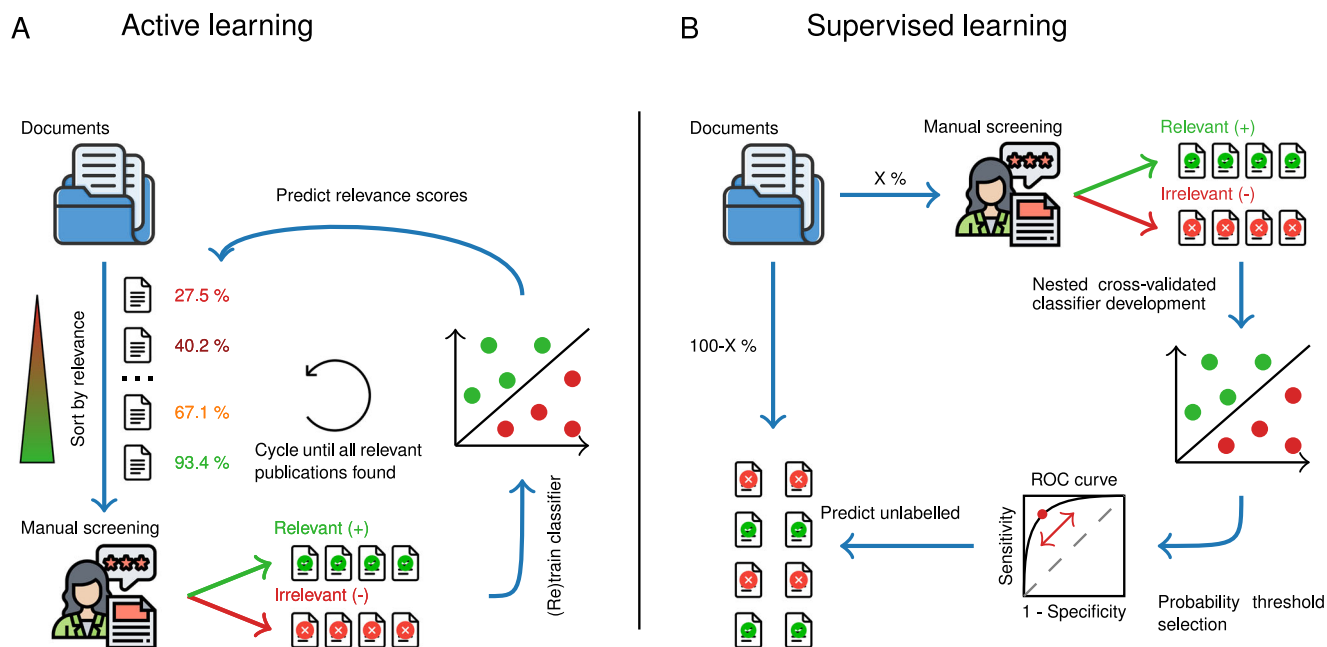 A
Active learning
Documents
Predict relevance scores
Sort by relevance
27.5 %
40.2 %
67.1 %
93.4 %
Cycle until all relevant
publications found
Manual screening
Relevant (+)
Irrelevant (-)
(Re)train classifier
B
Supervised learning
Documents
X %
Manual screening
Relevant (+)
Irrelevant (-)
Nested cross-validated
classifier development
100-X %
ROC curve
Sensitivity
1 - Specificity
Probability threshold
selection
Predict unlabelled